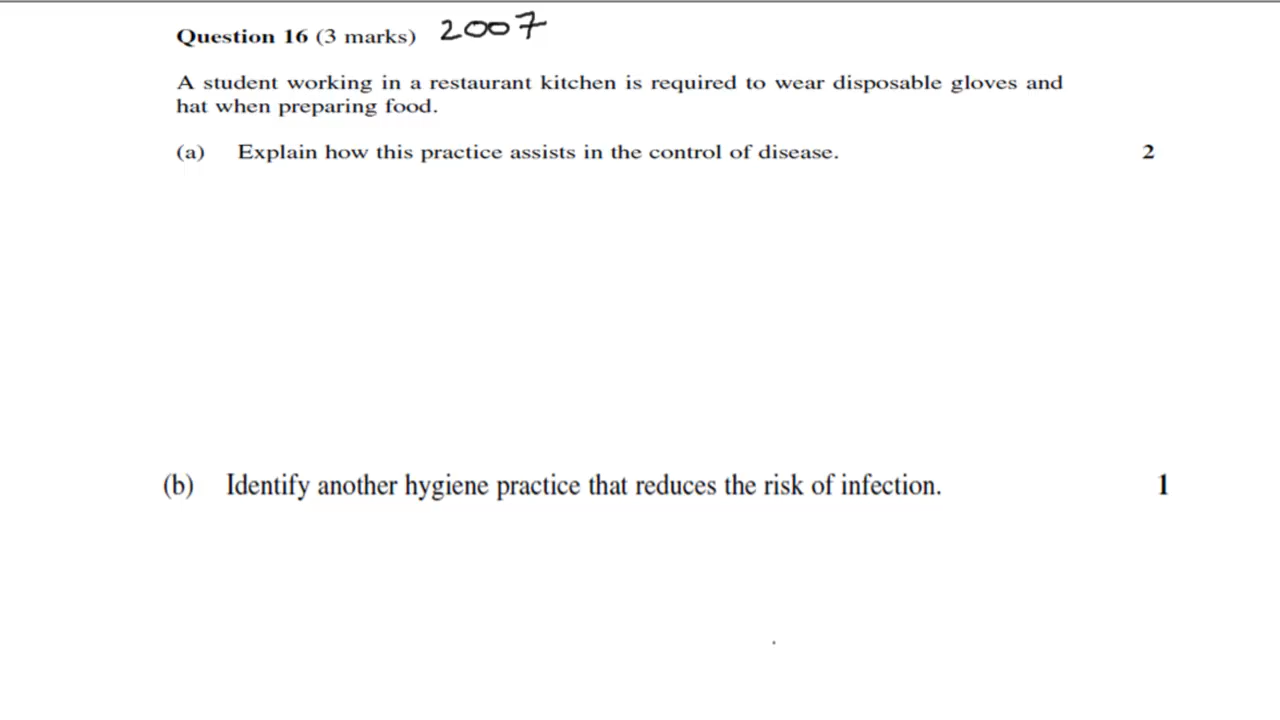 Question 16 (3 marks) 2007
A student working in a restaurant kitchen is required to wear disposable gloves and
hat when preparing food.
(a) Explain how this practice assists in the control of disease. 2
(b) Identify another hygiene practice that reduces the risk of infection. 1